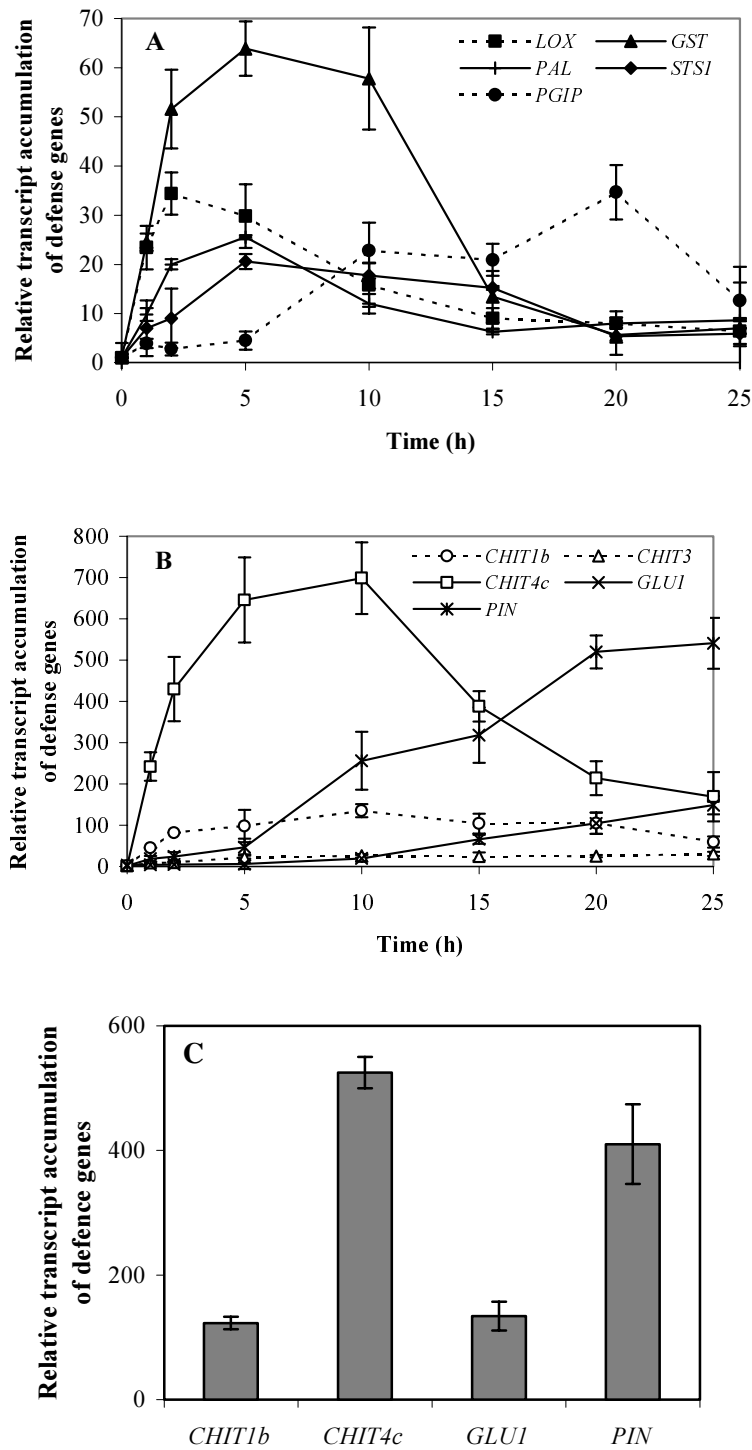 A
LOX
GST
PAL
STS1
PGIP
Relative transcript accumulation
of defense genes
70
60
50
40
30
20
10
0
0 5 10 15 20 25
Time (h)
B
CHIT1b
CHIT3
CHIT4c
GLU1
PIN
Relative transcript accumulation
of defense genes
800
700
600
500
400
300
200
100
0
0 5 10 15 20 25
Time (h)
C
Relative transcript accumulation
of defence genes
600
400
200
0
CHIT1b CHIT4c GLU1 PIN